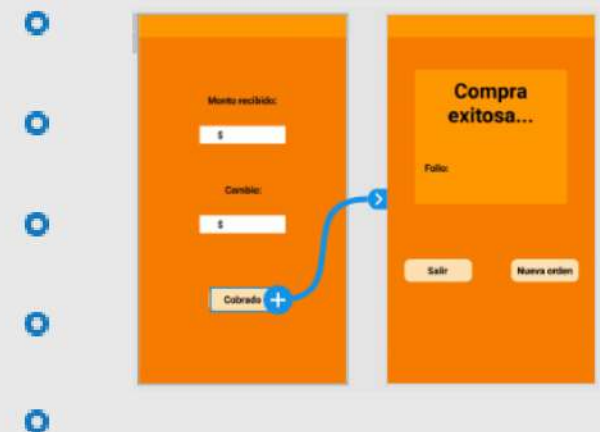 Monto recibido:
$
Cambio:
$
Cobrado
Compra
exitosa...
Folio:
Salir
Nueva orden